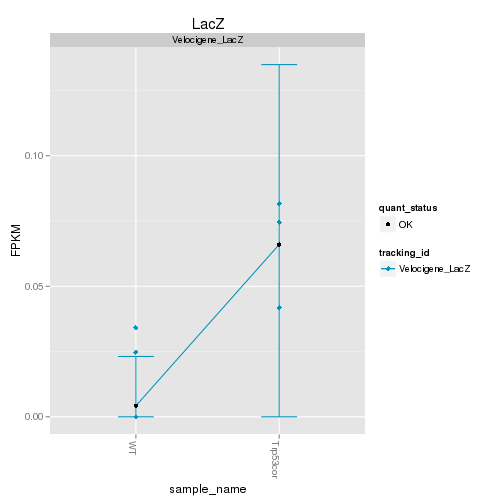 LacZ
Velocigene_LacZ
FPKM
0.10
0.05
0.00
WT
Trp53cor
sample_name
quant_status
OK
tracking_id
Velocigene_LacZ